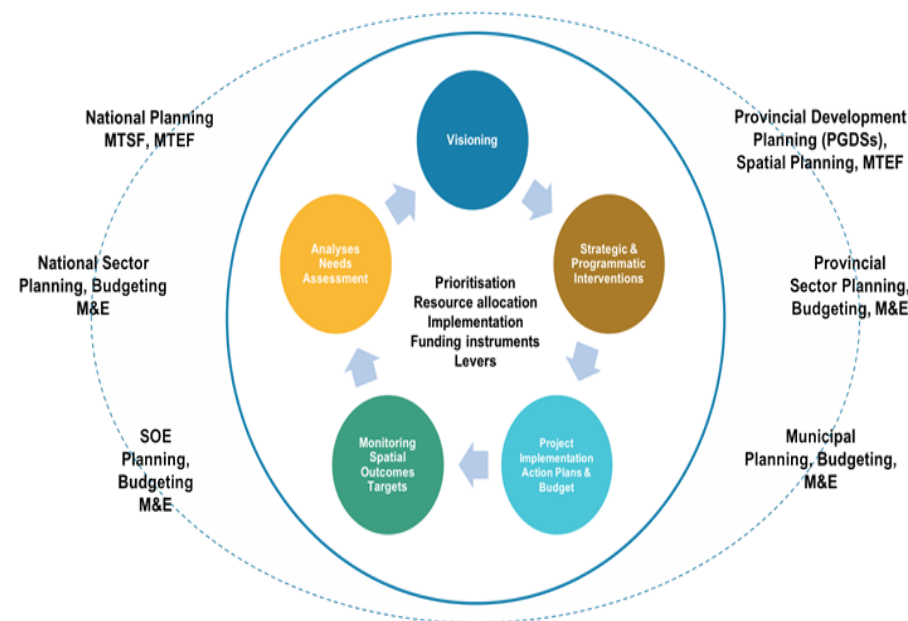 National Planning
MTSF, MTEF
National Sector
Planning, Budgeting
M&E
SOE
Planning,
Budgeting
M&E
Visioning
Strategic &
Programmatic
Interventions
Project
Implementation
Action Plans &
Budget
Monitoring
Spatial
Outcomes
Targets
Analyses
Needs
Assessment
Prioritisation
Resource allocation
Implementation
Funding instruments
Levers
Provincial Development
Planning (PGDSs),
Spatial Planning, MTEF
Provincial
Sector Planning,
Budgeting, M&E
Municipal
Planning, Budgeting,
M&E